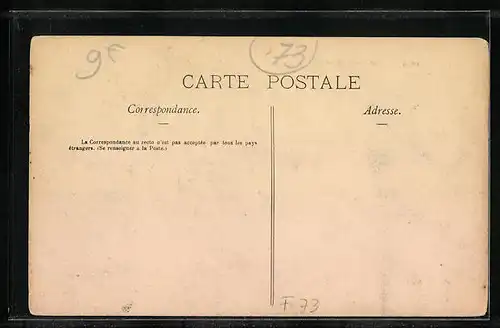 9F
73
CARTE POSTALE
Correspondance.
Adresse.
La Correspondance au recto n'est pas acceptée par tous les pays
étrangers. (Se renseigner à la Poste.)
F 73